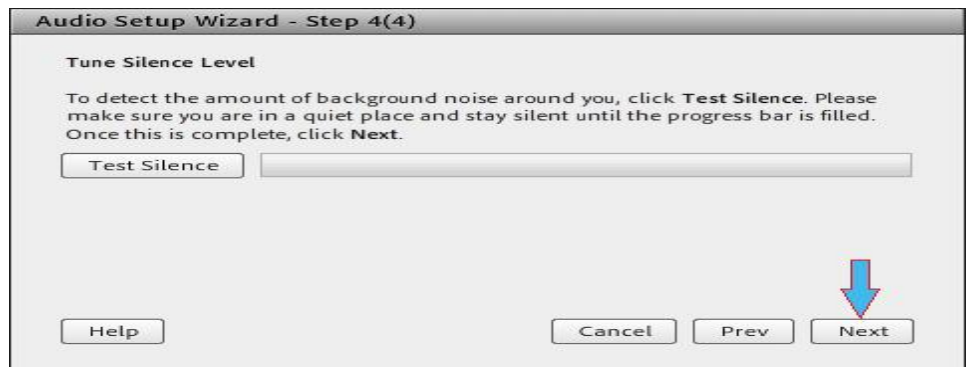 Audio Setup Wizard - Step 4(4)
Tune Silence Level
To detect the amount of background noise around you, click Test Silence. Please
make sure you are in a quiet place and stay silent until the progress bar is filled.
Once this is complete, click Next.
Test Silence
Help Cancel Prev Next